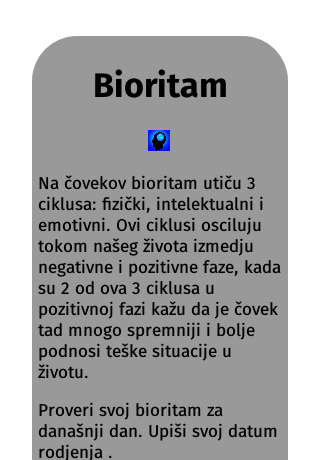 Bioritam
Na čovekov bioritam utiču 3
ciklusa: fizički, intelektualni i
emotivni. Ovi ciklusi osciluju
tokom našeg života izmedju
negativne i pozitivne faze, kada
su 2 od ova 3 ciklusa u
pozitivnoj fazi kažu da je čovek
tad mnogo spremniji i bolje
podnosi teške situacije u
životu.
Proveri svoj bioritam za
današnji dan. Upiši svoj datum
rodjenja .